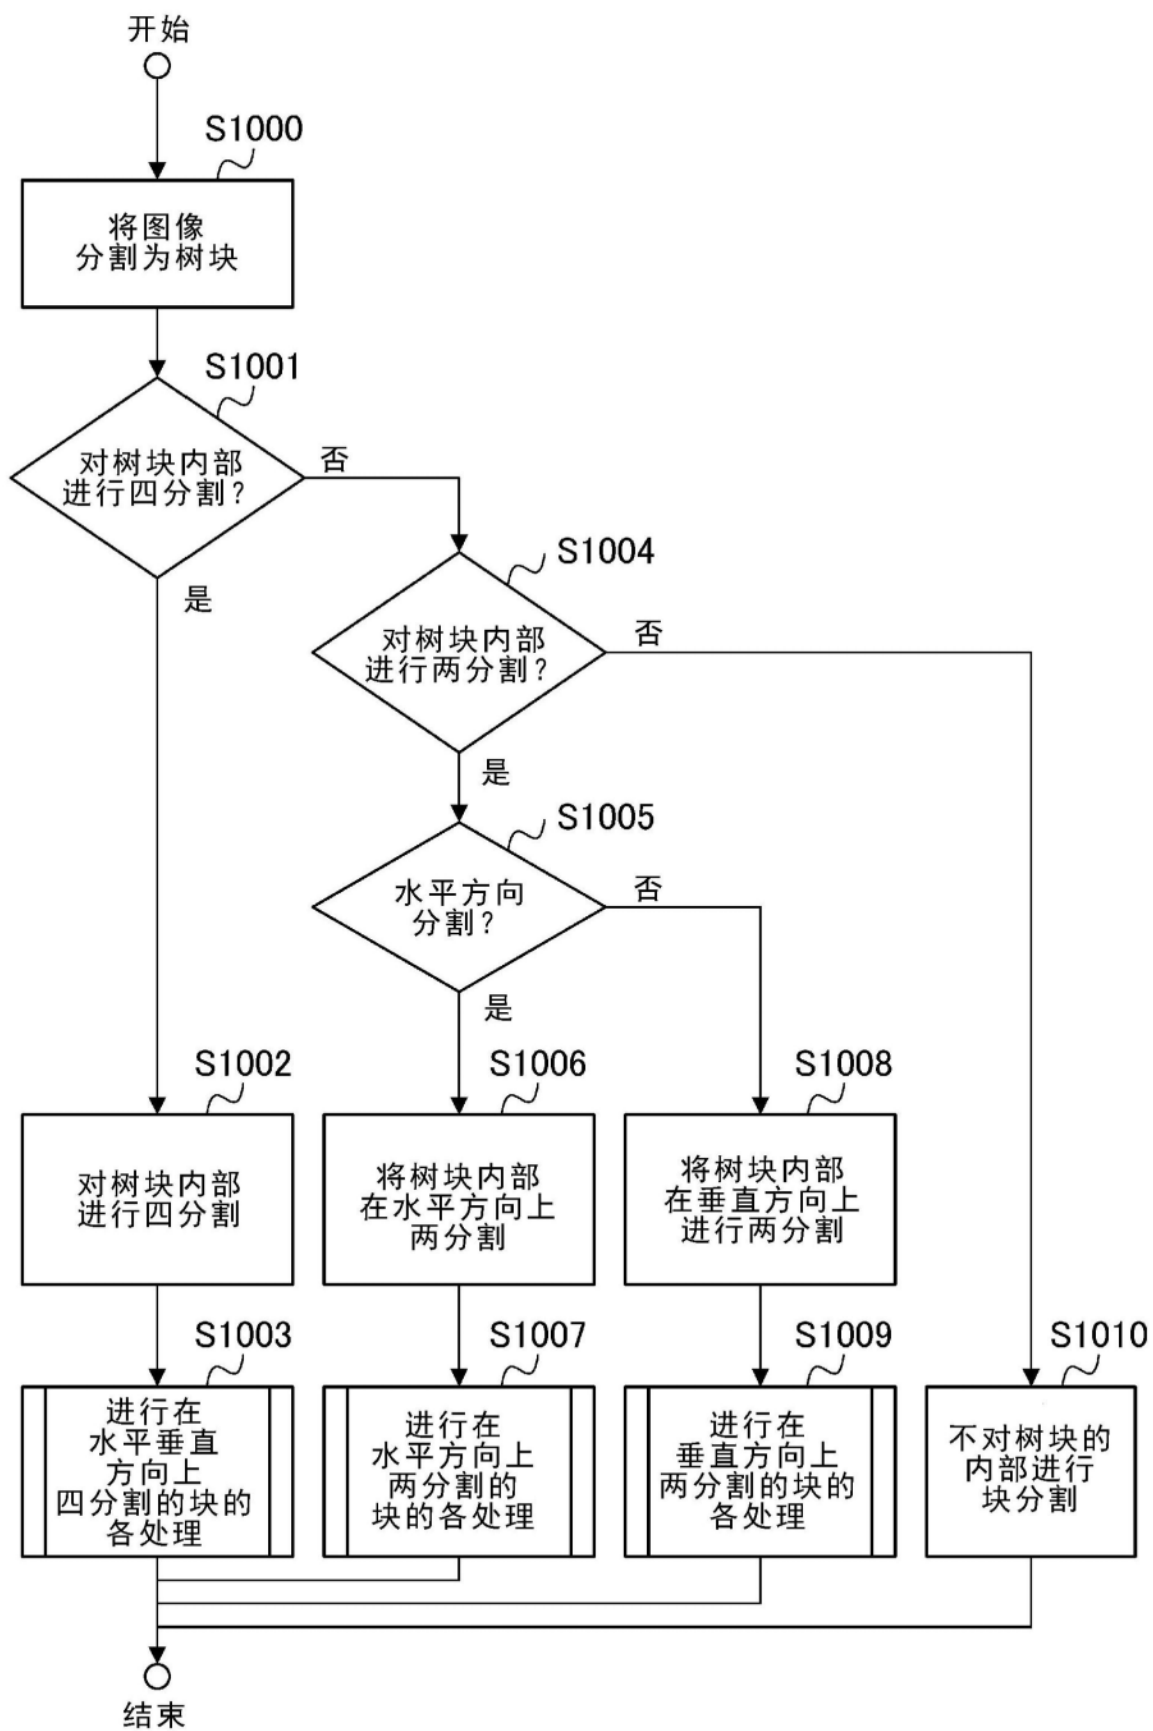 开始
S1000
将图像
分割为树块
S1001
对树块内部
进行四分割?
否
是
S1004
对树块内部
进行两分割?
否
是
S1005
水平方向
分割?
否
是
S1002
对树块内部
进行四分割
S1006
将树块内部
在水平方向上
两分割
S1008
将树块内部
在垂直方向上
进行两分割
S1003
进行在
水平垂直
方向上
四分割的块的
各处理
S1007
进行在
水平方向上
两分割的
块的各处理
S1009
进行在
垂直方向上
两分割的块的
各处理
S1010
不对树块的
内部进行
块分割
结束